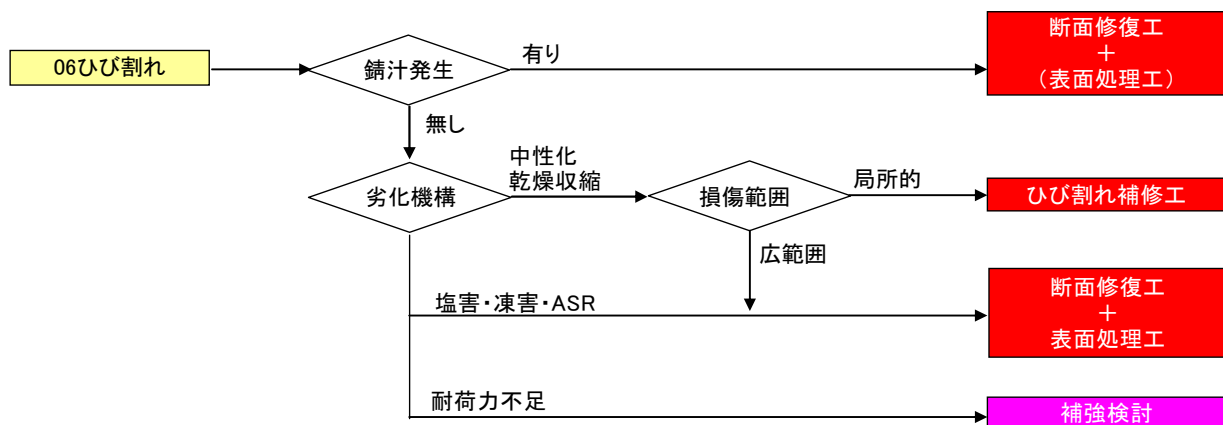 06ひび割れ
錆汁発生
有り
断面修復工
＋
(表面処理工)
無し
劣化機構
中性化
乾燥収縮
損傷範囲
局所的
ひび割れ補修工
広範囲
塩害・凍害・ASR
断面修復工
＋
表面処理工
耐荷力不足
補強検討